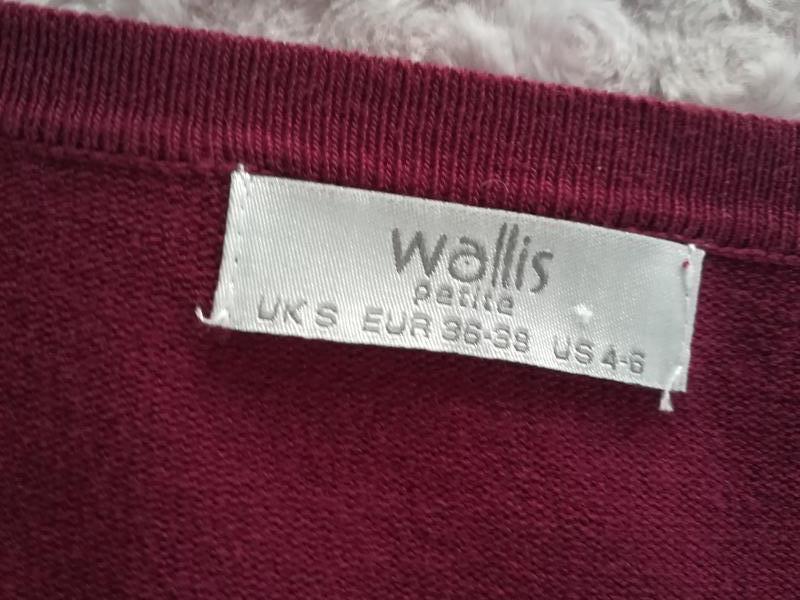 wallis
petite
UK S EUR 36-38 US 4-6